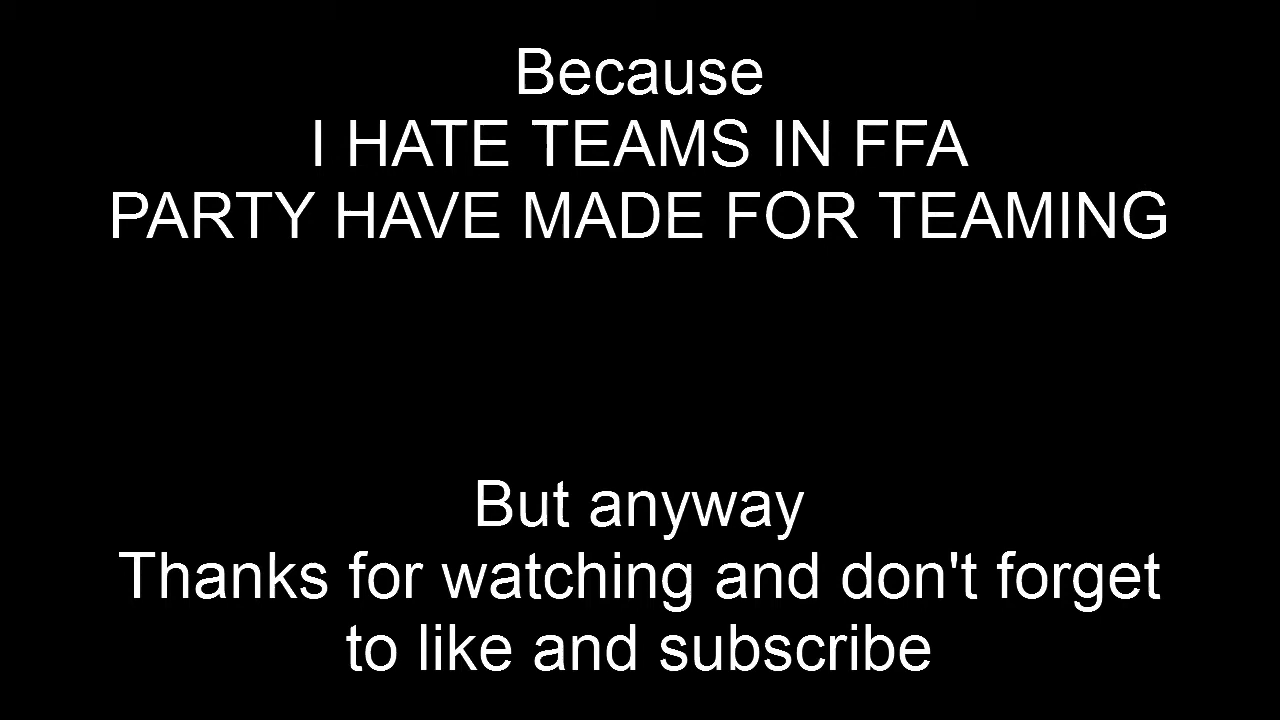 Because
I HATE TEAMS IN FFA
PARTY HAVE MADE FOR TEAMING
But anyway
Thanks for watching and don't forget
to like and subscribe